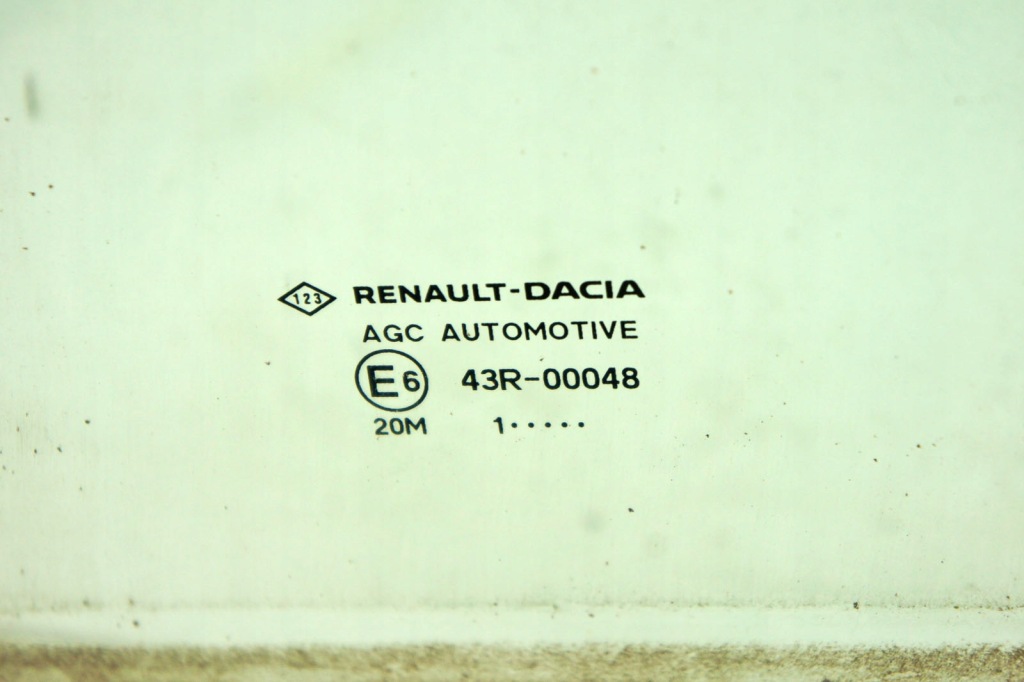 123 RENAULT-DACIA
AGC AUTOMOTIVE
E6 43R-00048
20M 1·····